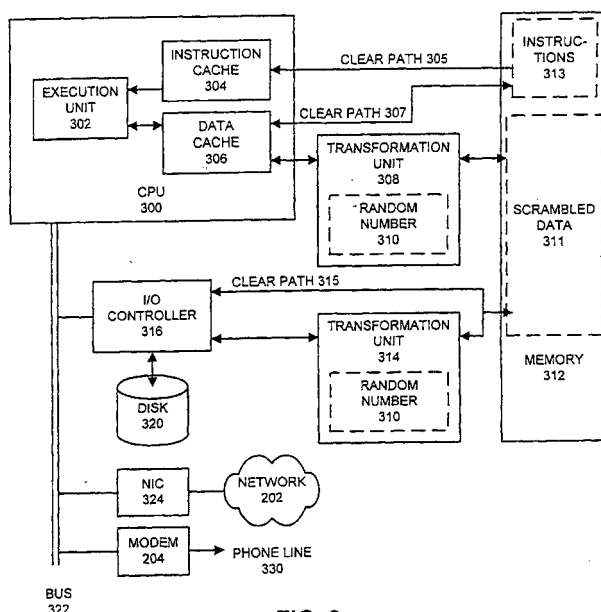 INSTRUCTION
CACHE
304
CLEAR PATH 305
INSTRUC-
TIONS
313
EXECUTION
UNIT
302
CLEAR PATH 307
DATA
CACHE
306
TRANSFORMATION
UNIT
308
RANDOM
NUMBER
310
CPU
300
SCRAMBLED
DATA
311
CLEAR PATH 315
I/O
CONTROLLER
316
TRANSFORMATION
UNIT
314
RANDOM
NUMBER
310
MEMORY
312
DISK
320
NIC
324
NETWORK
202
MODEM
204
PHONE LINE
330
BUS
322